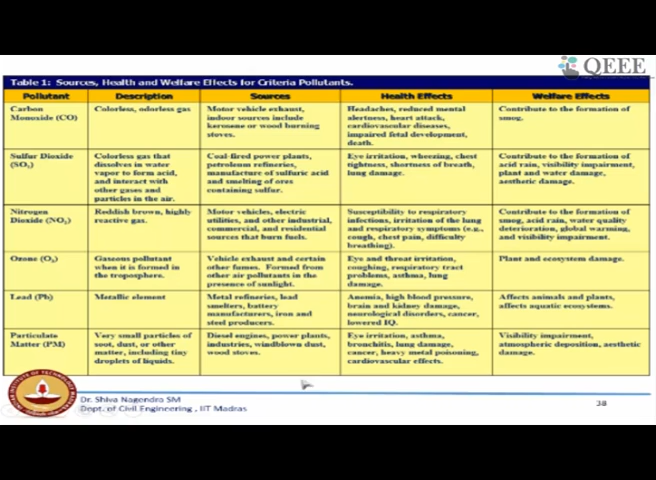 QEEE
Table 1: Sources, Health and Welfare Effects for Criteria Pollutants.
Pollutant Description Sources Health Effects Welfare Effects
Carbon Monoxide (CO)
Colorless, odorless gas
Motor vehicle exhaust,
indoor sources include
kerosene or wood burning
stoves.
Headaches, reduced mental
alertness, heart attack,
cardiovascular diseases,
impaired fetal development,
death.
Contribute to the formation of
smog.
Sulfur Dioxide
(SO₂)
Colorless gas that
dissolves in water
vapor to form acid,
and interact with
other gases and
particles in the air.
Coal-fired power plants,
petroleum refineries,
manufacture of sulfuric acid
and smelting of ores
containing sulfur.
Eye irritation, wheezing, chest
tightness, shortness of breath,
lung damage.
Contribute to the formation of
acid rain, visibility impairment,
plant and water damage,
aesthetic damage.
Nitrogen
Dioxide (NO₂)
Reddish brown, highly
reactive gas.
Motor vehicles, electric
utilities, and other industrial,
commercial, and residential
sources that burn fuels.
Susceptibility to respiratory
infections, irritation of the lung
and respiratory symptoms (e.g.,
cough, chest pain, difficulty
breathing).
Contribute to the formation of
smog, acid rain, water quality
deterioration, global warming,
and visibility impairment.
Ozone (O₃)
Gaseous pollutant
when it is formed in
the troposphere.
Vehicle exhaust and certain
other fumes. Formed from
other air pollutants in the
presence of sunlight.
Eye and throat irritation,
coughing, respiratory tract
problems, asthma, lung
damage.
Plant and ecosystem damage.
Lead (Pb)
Metallic element
Metal refineries, lead
smelters, battery
manufacturers, iron and
steel producers.
Anemia, high blood pressure,
brain and kidney damage,
neurological disorders, cancer,
lowered IQ.
Affects animals and plants,
affects aquatic ecosystems.
Particulate
Matter (PM)
Very small particles of
soot, dust, or other
matter, including tiny
droplets of liquids.
Diesel engines, power plants,
industries, windblown dust,
wood stoves.
Eye irritation, asthma,
bronchitis, lung damage,
cancer, heavy metal poisoning,
cardiovascular effects.
Visibility impairment,
atmospheric deposition, aesthetic
damage.
Dr. Shiva Nagendra SM
Dept. of Civil Engineering , IIT Madras
38